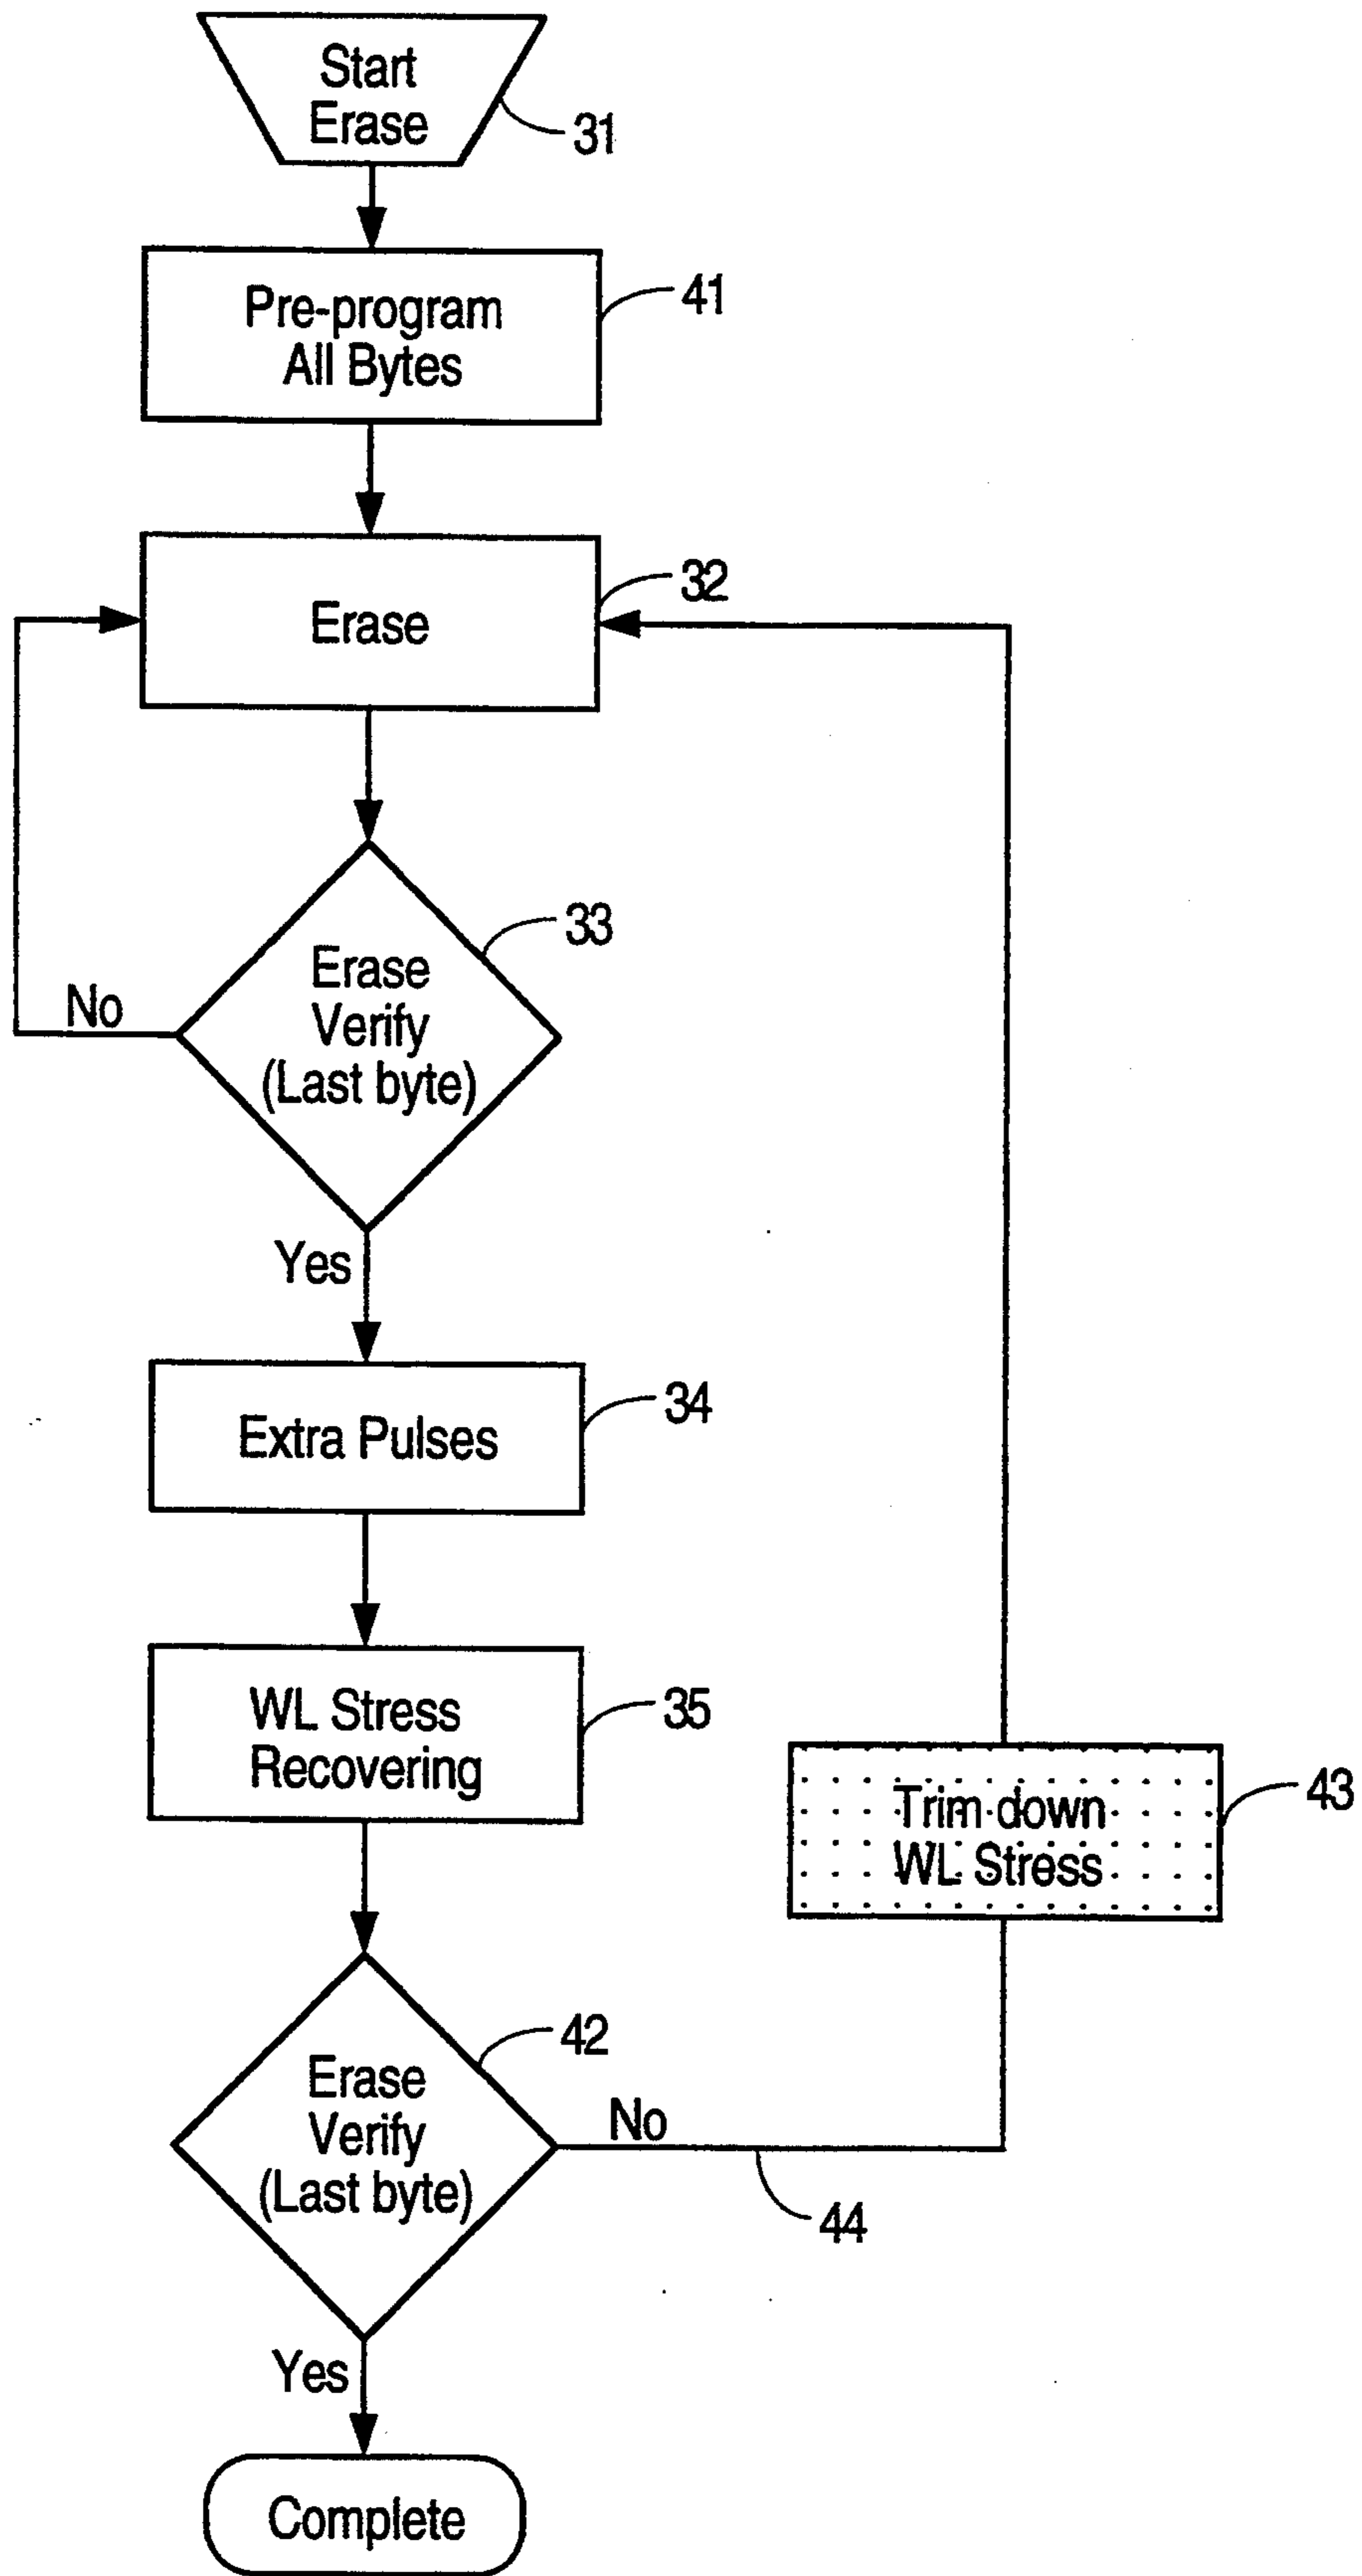 Start
Erase
31
Pre-program
All Bytes
41
Erase
32
Erase
Verify
(Last byte)
33
No
Yes
Extra Pulses
34
WL Stress
Recovering
35
Trim down
WL Stress
43
Erase
Verify
(Last byte)
42
No
44
Yes
Complete